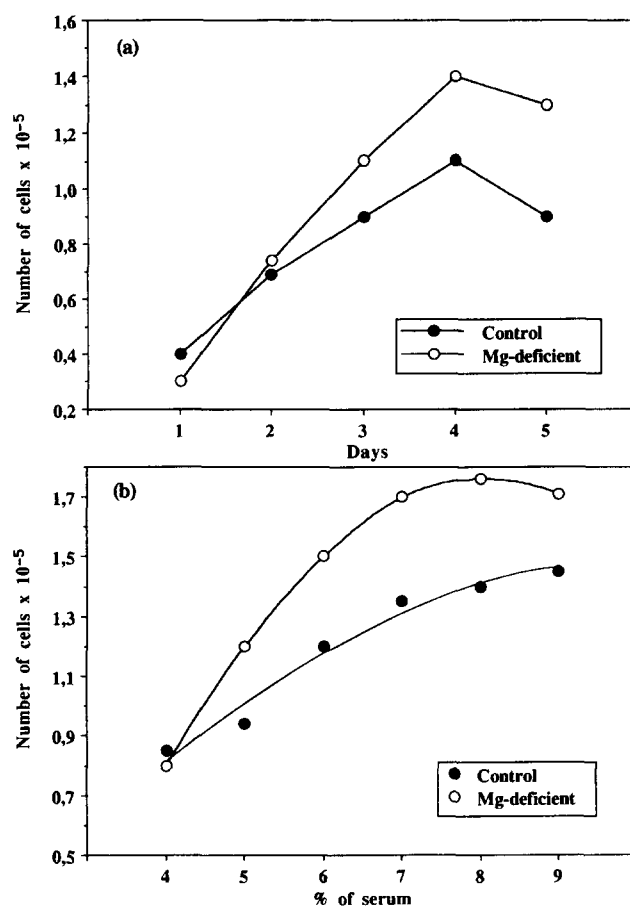 (a)
Number of cells x 10⁻⁵
1,6
1,4
1,2
1,0
0,8
0,6
0,4
0,2
Control
Mg-deficient
1 2 3 4 5
Days
(b)
Number of cells x 10⁻⁵
1,7
1,5
1,3
1,1
0,9
0,7
0,5
Control
Mg-deficient
4 5 6 7 8 9
% of serum